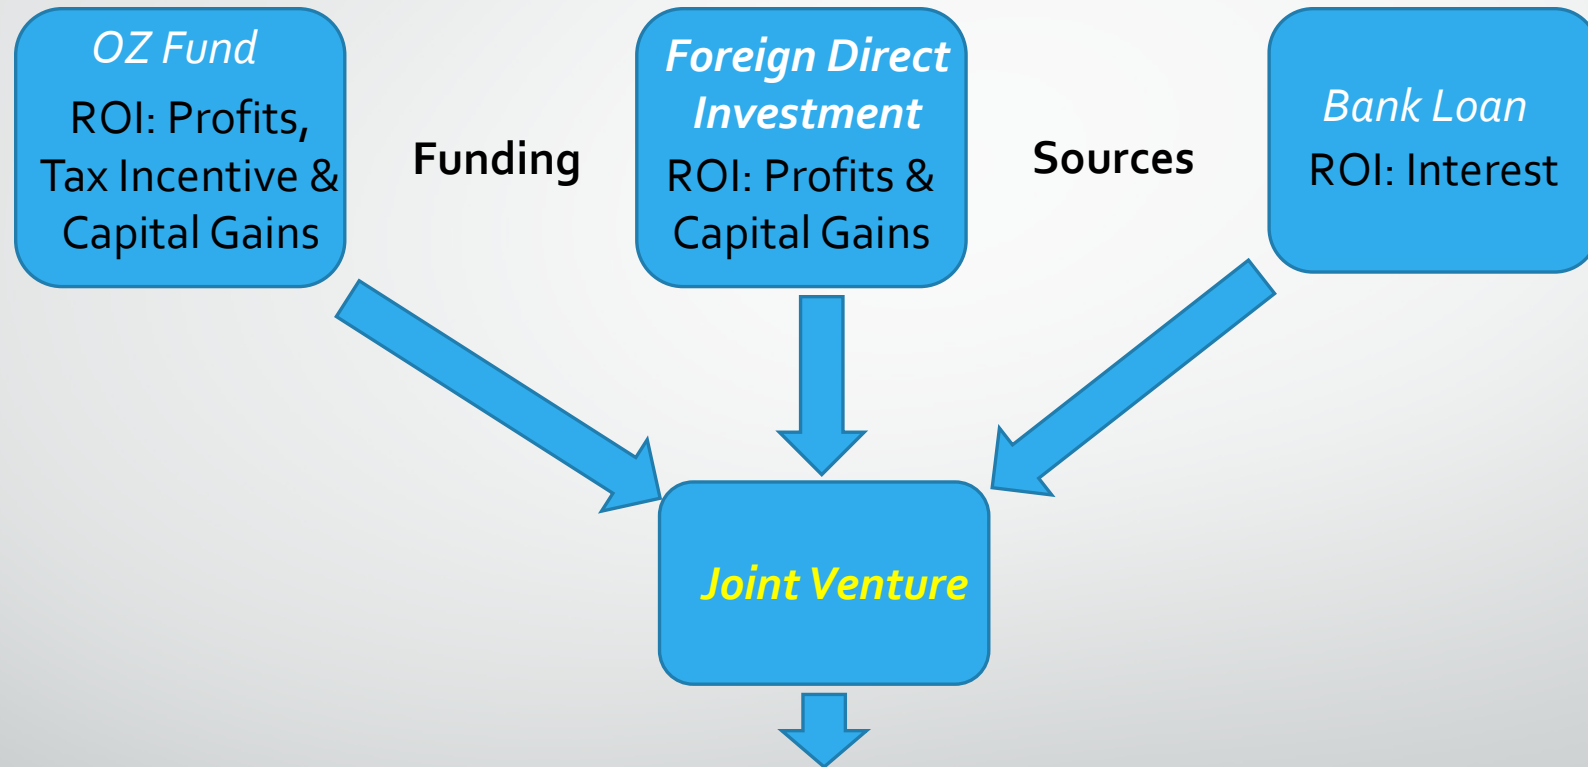 OZ Fund
ROI: Profits,
Tax Incentive &
Capital Gains
Funding
Foreign Direct
Investment
ROI: Profits &
Capital Gains
Sources
Bank Loan
ROI: Interest
Joint Venture